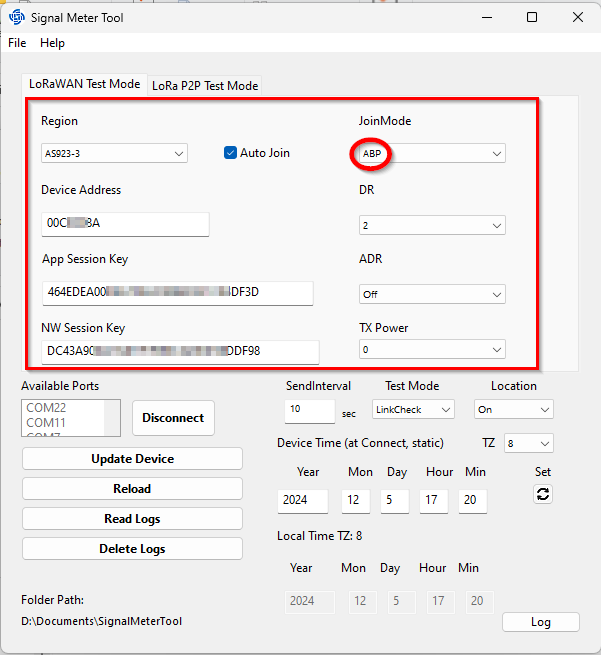 Signal Meter Tool
File Help
LoRaWAN Test Mode LoRa P2P Test Mode
Region JoinMode
AS923-3 Auto Join ABP
Device Address DR
00C 8A 2
App Session Key ADR
464EDEA00 DF3D Off
NW Session Key TX Power
DC43A90 DDF98 0
Available Ports SendInterval Test Mode Location
COM22
COM11
Disconnect 10 sec LinkCheck On
Device Time (at Connect, static) TZ 8
Update Device
Year Mon Day Hour Min Set
Reload
2024 12 5 17 20
Read Logs
Local Time TZ: 8
Delete Logs
Year Mon Day Hour Min
Folder Path: 2024 12 5 17 20
D:\Documents\SignalMeterTool Log